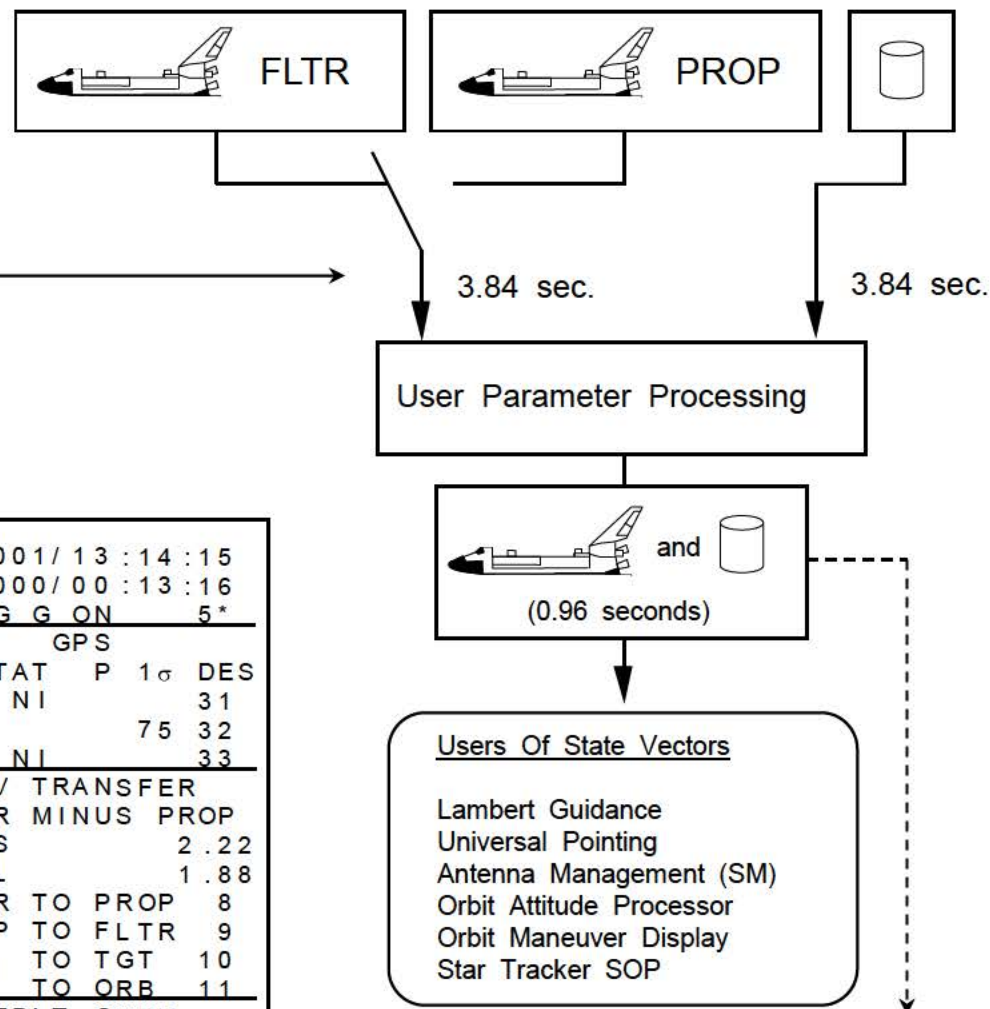 FLTR
PROP
3.84 sec.
3.84 sec.
User Parameter Processing
and
(0.96 seconds)
001/13:14:15
000/00:13:16
G G ON 5*
GPS
TAT P 1σ DES
NI 31
75 32
NI 33
/ TRANSFER
R MINUS PROP
S 2.22
L 1.88
R TO PROP 8
P TO FLTR 9
TO TGT 10
TO ORB 11
Users Of State Vectors
Lambert Guidance
Universal Pointing
Antenna Management (SM)
Orbit Attitude Processor
Orbit Maneuver Display
Star Tracker SOP